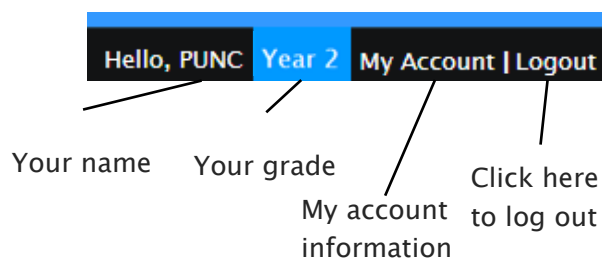 Hello, PUNC Year 2 My Account | Logout
Your name
Your grade
My account
information
Click here
to log out